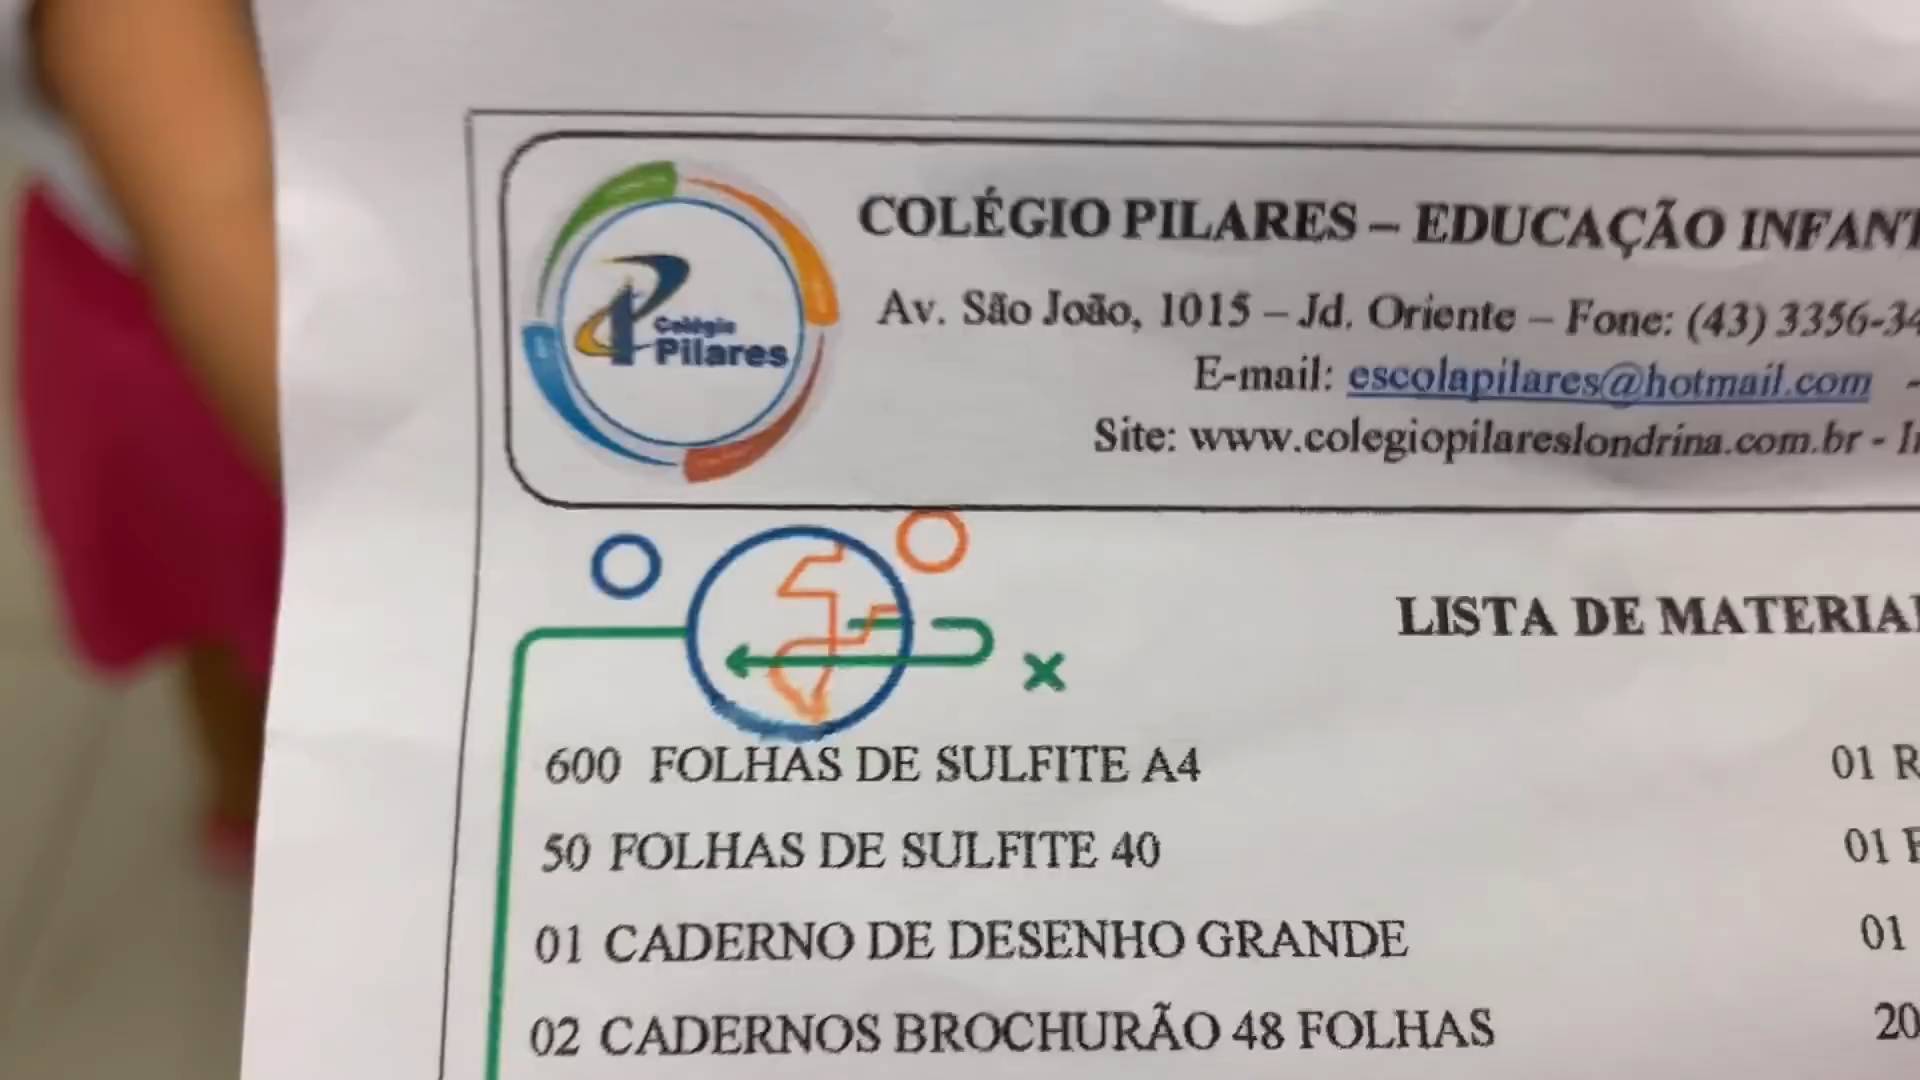 COLÉGIO PILARES – EDUCAÇÃO INFANT
Colégio
Pilares
Av. São João, 1015 – Jd. Oriente – Fone: (43) 3356-34
E-mail: escolapilares@hotmail.com -
Site: www.colegiopilareslondrina.com.br - I
LISTA DE MATERIA
600 FOLHAS DE SULFITE A4
01 R
50 FOLHAS DE SULFITE 40
01
01 CADERNO DE DESENHO GRANDE
01
02 CADERNOS BROCHURÃO 48 FOLHAS
20